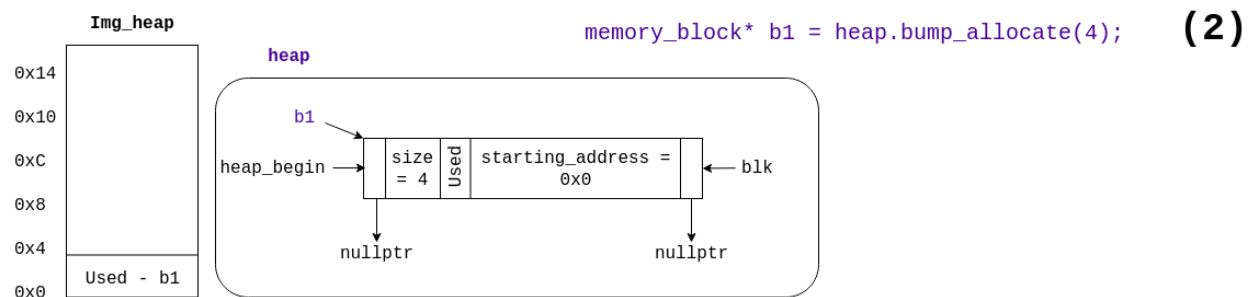 Img_heap
memory_block* b1 = heap.bump_allocate(4);
(2)
heap
0x14
0x10
0xC
0x8
0x4
0x0
Used - b1
b1
heap_begin
size
= 4
Used
starting_address =
0x0
blk
nullptr
nullptr